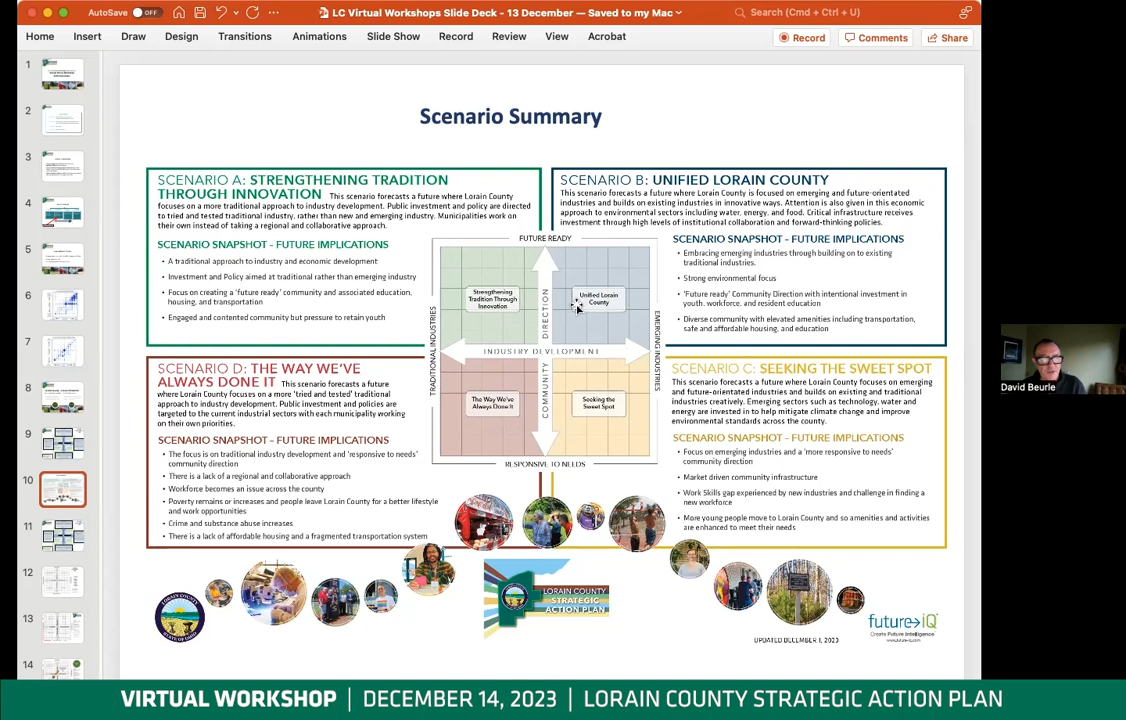 AutoSave OFF
LC Virtual Workshops Slide Deck - 13 December — Saved to my Mac
Search (Cmd + Ctrl + U)
Home Insert Draw Design Transitions Animations Slide Show Record Review View Acrobat
Record Comments Share
1
2
3
4
5
6
7
8
9
10
11
12
13
14
Scenario Summary
SCENARIO A: STRENGTHENING TRADITION
THROUGH INNOVATION This scenario forecasts a future where Lorain County
focuses on a more traditional approach to industry development. Public investment and policy are directed
to tried and tested traditional industry, rather than new and emerging industry. Municipalities work on
their own instead of taking a regional and collaborative approach.
SCENARIO SNAPSHOT - FUTURE IMPLICATIONS
• A traditional approach to industry and economic development
• Investment and Policy aimed at traditional rather than emerging industry
• Focus on creating a 'future ready' community and associated education,
housing, and transportation
• Engaged and contented community but pressure to retain youth
SCENARIO B: UNIFIED LORAIN COUNTY
This scenario forecasts a future where Lorain County is focused on emerging and future-orientated
industries and builds on existing industries in innovative ways. Attention is also given in this economic
approach to environmental sectors including water, energy, and food. Critical infrastructure receives
investment through high levels of institutional collaboration and forward-thinking policies.
SCENARIO SNAPSHOT - FUTURE IMPLICATIONS
• Embracing emerging industries through building on to existing
traditional industries.
• Strong environmental focus
• 'Future ready' Community Direction with intentional investment in
youth, workforce, and resident education
• Diverse community with elevated amenities including transportation,
safe and affordable housing, and education
FUTURE READY
Strengthening
Tradition Through
Innovation
Unified Lorain
County
DIRECTION
TRADITIONAL INDUSTRIES
INDUSTRY DEVELOPMENT
EMERGING INDUSTRIES
COMMUNITY
The Way We've
Always Done It
Seeking the
Sweet Spot
RESPONSIVE TO NEEDS
SCENARIO D: THE WAY WE'VE
ALWAYS DONE IT This scenario forecasts a future
where Lorain County focuses on a more 'tried and tested' traditional
approach to industry development. Public investment and policies are
targeted to the current industrial sectors with each municipality working
on their own priorities.
SCENARIO SNAPSHOT - FUTURE IMPLICATIONS
• The focus is on traditional industry development and 'responsive to needs'
community direction
• There is a lack of a regional and collaborative approach
• Workforce becomes an issue across the county
• Poverty remains or increases and people leave Lorain County for a better lifestyle
and work opportunities
• Crime and substance abuse increases
• There is a lack of affordable housing and a fragmented transportation system
SCENARIO C: SEEKING THE SWEET SPOT
This scenario forecasts a future where Lorain County focuses on emerging
and future-orientated industries and builds on existing and traditional
industries creatively. Emerging sectors such as technology, water and
energy are invested in to help mitigate climate change and improve
environmental standards across the county.
SCENARIO SNAPSHOT - FUTURE IMPLICATIONS
• Focus on emerging industries and a 'more responsive to needs'
community direction
• Market driven community infrastructure
• Work Skills gap experienced by new industries and challenge in finding a
new workforce
• More young people move to Lorain County and so amenities and activities
are enhanced to meet their needs
LORAIN COUNTY
STRATEGIC
ACTION PLAN
UPDATED DECEMBER 1, 2023
future→iQ
Create Future Intelligence
David Beurle
VIRTUAL WORKSHOP | DECEMBER 14, 2023 | LORAIN COUNTY STRATEGIC ACTION PLAN